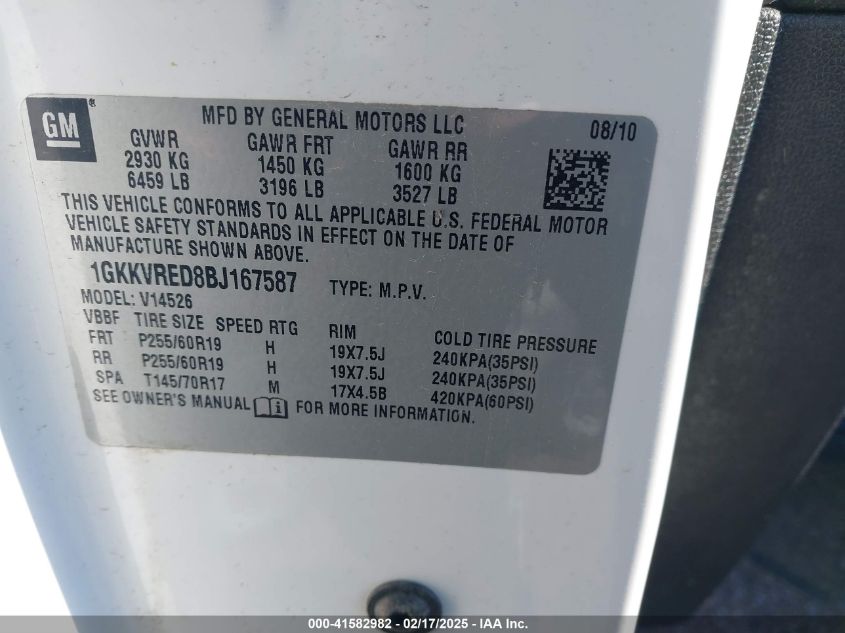 GM®
MFD BY GENERAL MOTORS LLC 08/10
GVWR GAWR FRT GAWR RR
2930 KG 1450 KG 1600 KG
6459 LB 3196 LB 3527 LB
THIS VEHICLE CONFORMS TO ALL APPLICABLE U.S. FEDERAL MOTOR
VEHICLE SAFETY STANDARDS IN EFFECT ON THE DATE OF
MANUFACTURE SHOWN ABOVE.
1GKKVRED8BJ167587 TYPE: M.P.V.
MODEL: V14526
VBBF TIRE SIZE SPEED RTG RIM COLD TIRE PRESSURE
FRT P255/60R19 H 19X7.5J 240KPA(35PSI)
RR P255/60R19 H 19X7.5J 240KPA(35PSI)
SPA T145/70R17 M 17X4.5B 420KPA(60PSI)
SEE OWNER'S MANUAL FOR MORE INFORMATION.
000-41582982 - 02/17/2025 - IAA Inc.